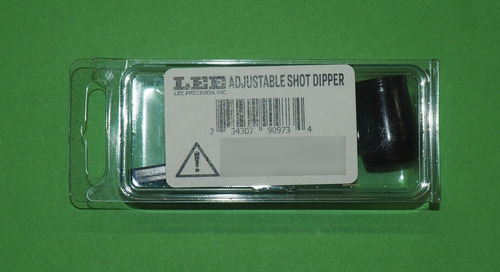 LEE ADJUSTABLE SHOT DIPPER
LEE PRECISION, INC.
7 34307 90973 4